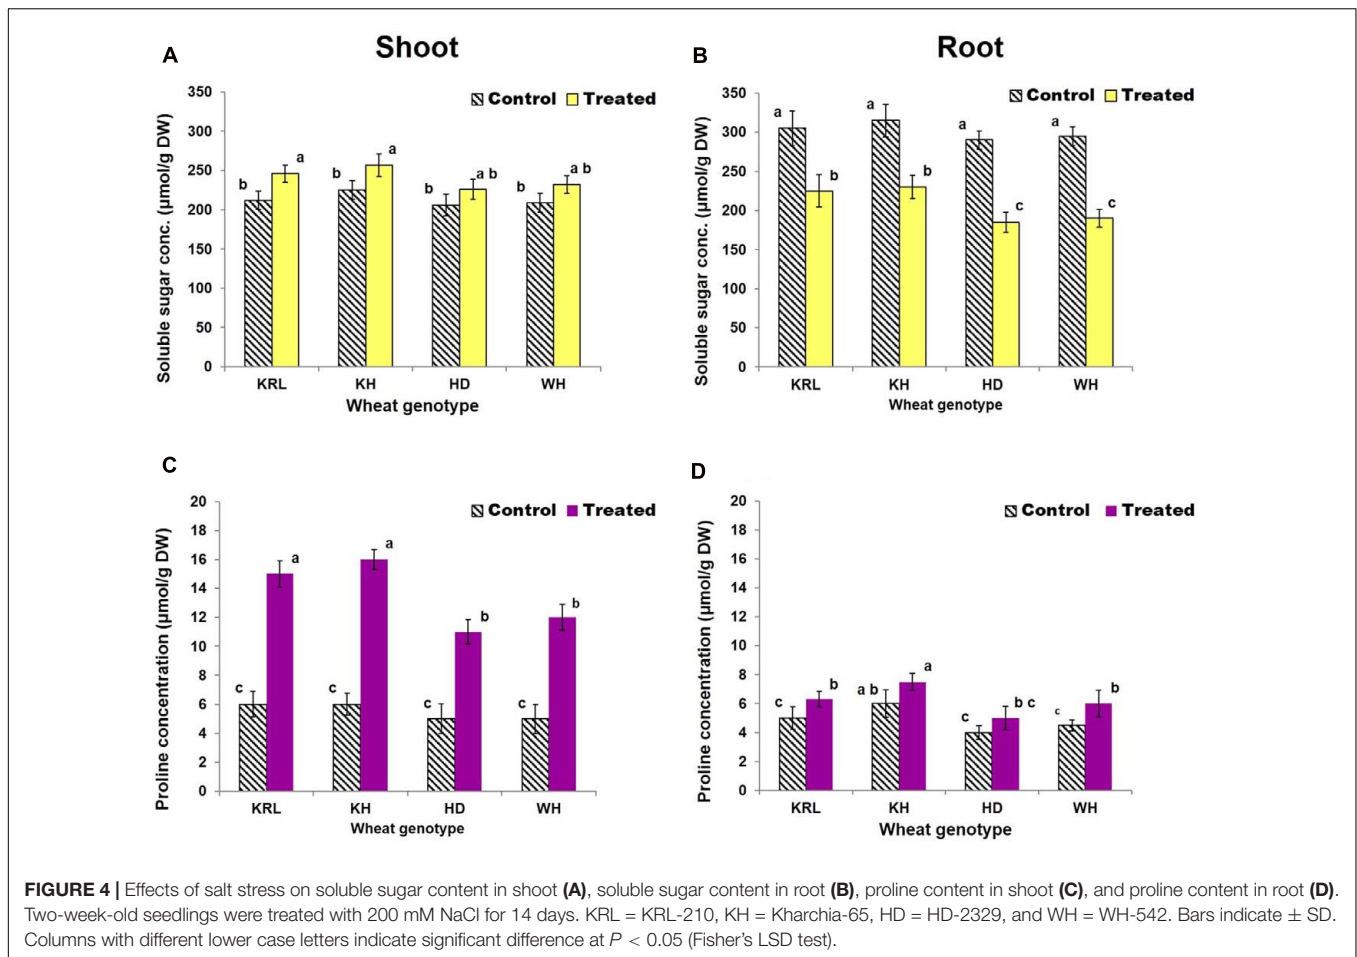 Shoot
Root
A
B
350
300
250
200
150
100
50
0
Soluble sugar conc. (µmol/g DW)
Control Treated
b a b a b a b b a b
KRL KH HD WH
Wheat genotype
350
300
250
200
150
100
50
0
Soluble sugar conc. (µmol/g DW)
Control Treated
a b a b a c a c
KRL KH HD WH
Wheat genotype
C
D
20
18
16
14
12
10
8
6
4
2
0
Proline concentration (µmol/g DW)
Control Treated
c a c a c b c b
KRL KH HD WH
Wheat genotype
20
18
16
14
12
10
8
6
4
2
0
Proline concentration (µmol/g DW)
Control Treated
c b a b a c b c c b
KRL KH HD WH
Wheat genotype
FIGURE 4 | Effects of salt stress on soluble sugar content in shoot (A), soluble sugar content in root (B), proline content in shoot (C), and proline content in root (D).
Two-week-old seedlings were treated with 200 mM NaCl for 14 days. KRL = KRL-210, KH = Kharchia-65, HD = HD-2329, and WH = WH-542. Bars indicate ± SD.
Columns with different lower case letters indicate significant difference at P < 0.05 (Fisher's LSD test).